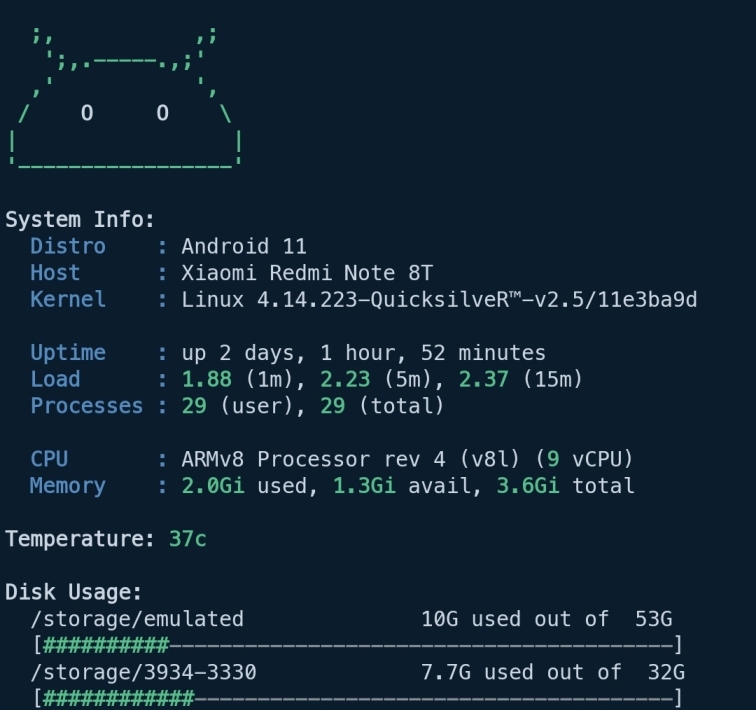 System Info:
Distro : Android 11
Host : Xiaomi Redmi Note 8T
Kernel : Linux 4.14.223-QuicksilveR™-v2.5/11e3ba9d
Uptime : up 2 days, 1 hour, 52 minutes
Load : 1.88 (1m), 2.23 (5m), 2.37 (15m)
Processes : 29 (user), 29 (total)
CPU : ARMv8 Processor rev 4 (v8l) (9 vCPU)
Memory : 2.0Gi used, 1.3Gi avail, 3.6Gi total
Temperature: 37c
Disk Usage:
/storage/emulated 10G used out of 53G
[##########----------------------------------------]
/storage/3934-3330 7.7G used out of 32G
[############--------------------------------------]